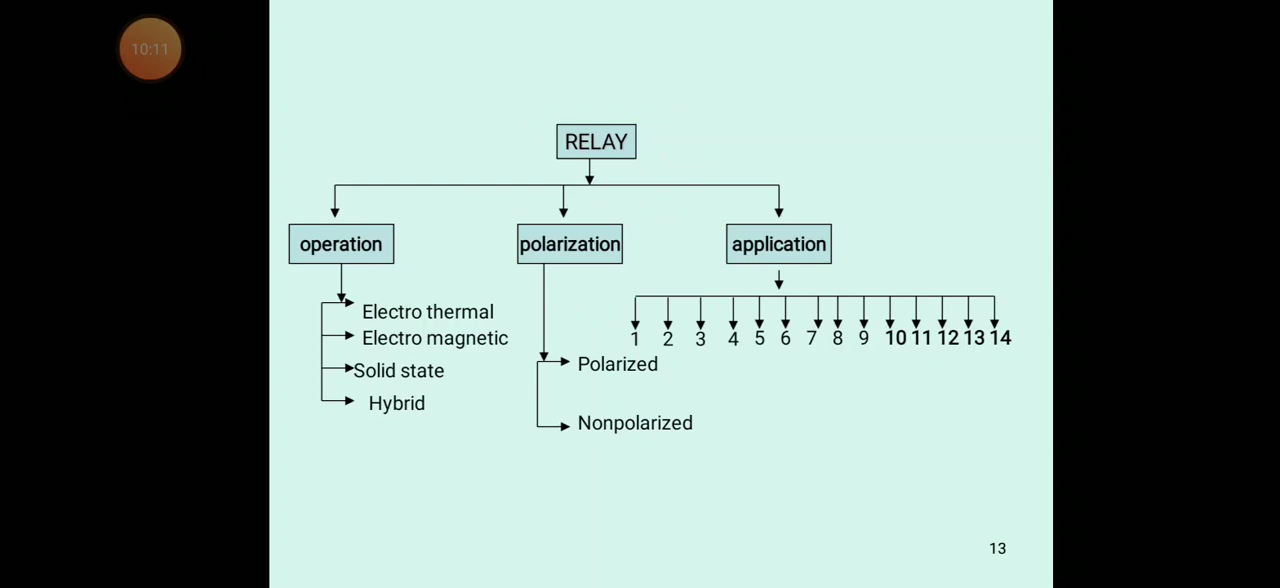 10:11
RELAY
operation
polarization
application
Electro thermal
Electro magnetic
Solid state
Hybrid
Polarized
Nonpolarized
1 2 3 4 5 6 7 8 9 10 11 12 13 14
13